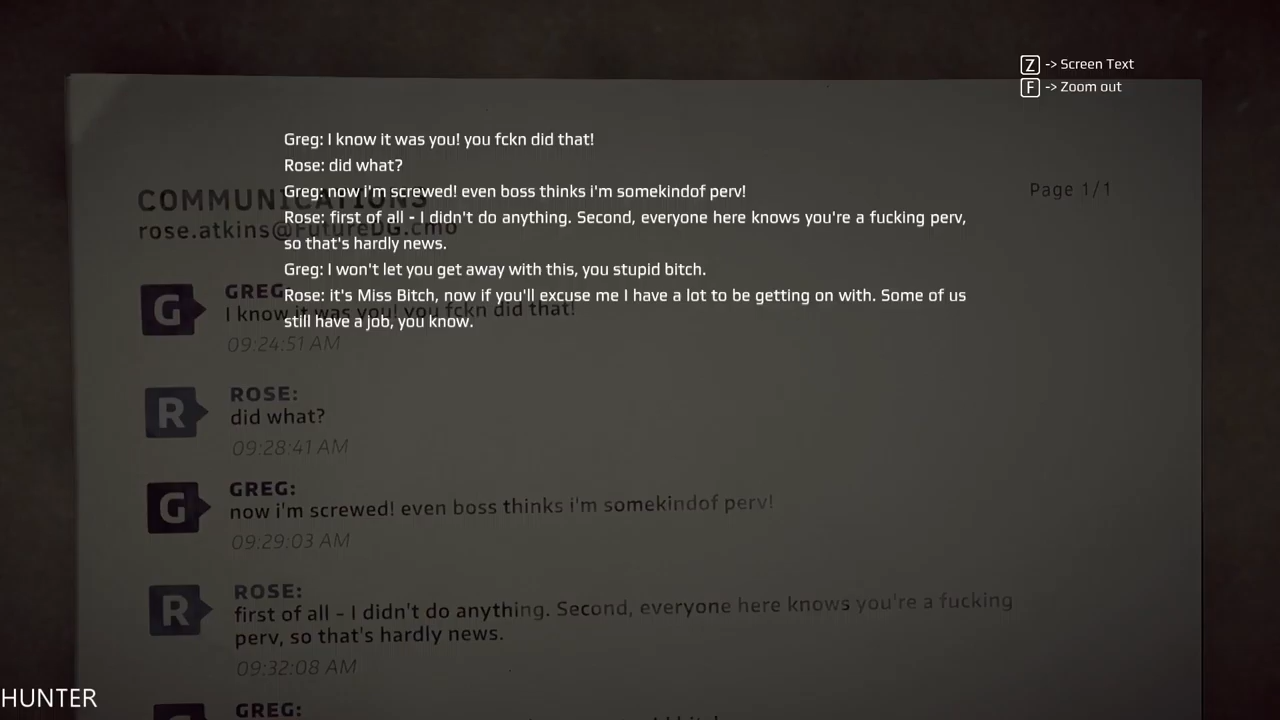 Z -> Screen Text
F -> Zoom out
Greg: I know it was you! you fckn did that!
Rose: did what?
Greg: now i'm screwed! even boss thinks i'm somekindof perv!
Rose: first of all - I didn't do anything. Second, everyone here knows you're a fucking perv,
so that's hardly news.
Greg: I won't let you get away with this, you stupid bitch.
Rose: it's Miss Bitch, now if you'll excuse me I have a lot to be getting on with. Some of us
still have a job, you know.
COMMUNICATIONS
Page 1/1
rose.atkins@FutureDG.cmo
G
GREG:
I know it was you! you fckn did that!
09:24:51 AM
R
ROSE:
did what?
09:28:41 AM
G
GREG:
now i'm screwed! even boss thinks i'm somekindof perv!
09:29:03 AM
R
ROSE:
first of all - I didn't do anything. Second, everyone here knows you're a fucking
perv, so that's hardly news.
09:32:08 AM
GREG:
HUNTER